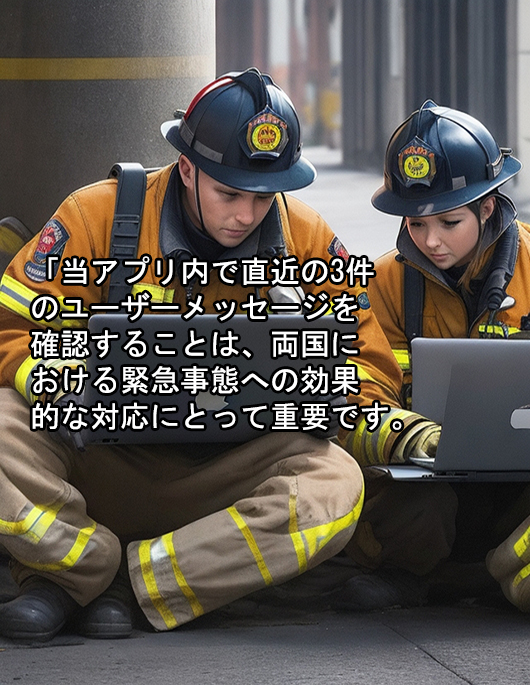 「当アプリ内で直近の3件
のユーザーメッセージを
確認することは、両国に
おける緊急事態への効果
的な対応にとって重要です。